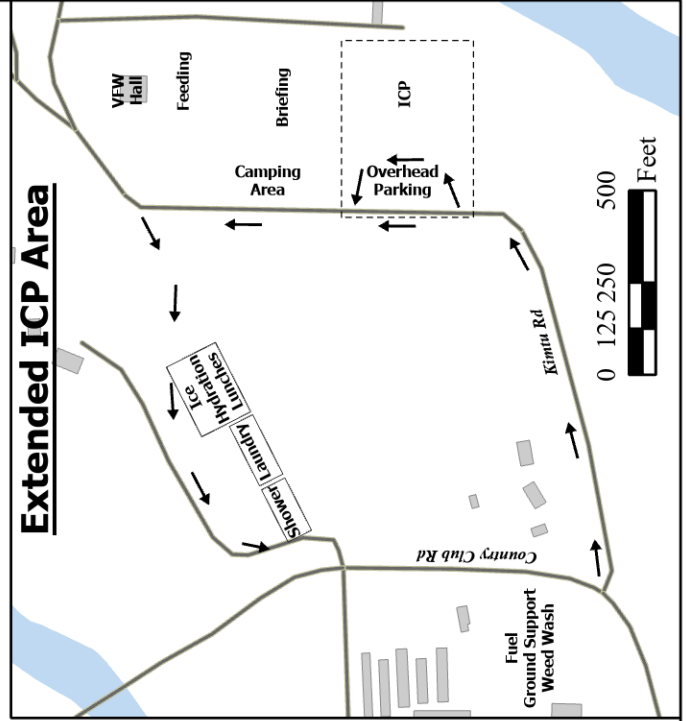 Extended ICP Area
VFW
Hall
Feeding
Briefing
ICP
Camping
Area
Overhead
Parking
Ice
Hydration
Lunches
Laundry
Shower
Kimtu Rd
Country Club Rd
Fuel
Ground Support
Weed Wash
0 125 250 500
Feet